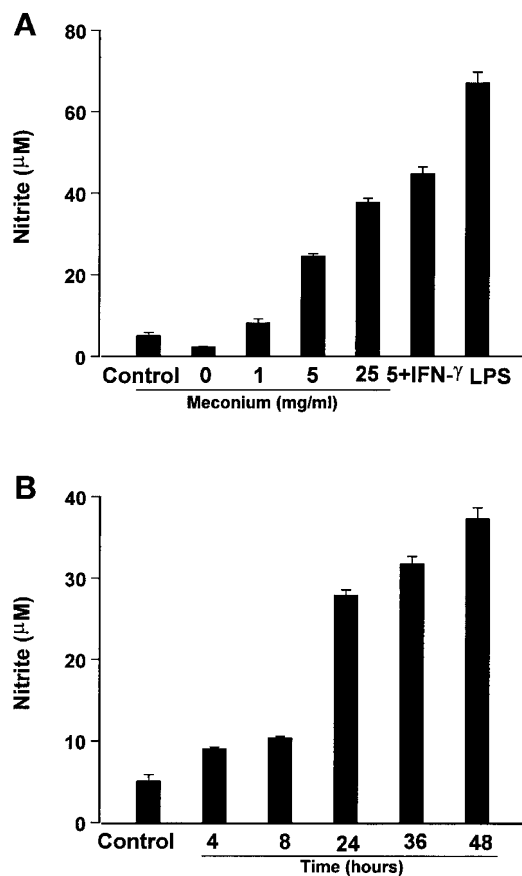 A
Nitrite (μM)
80
60
40
20
0
Control 0 1 5 25 5+IFN-γ LPS
Meconium (mg/ml)
B
Nitrite (μM)
40
30
20
10
0
Control 4 8 24 36 48
Time (hours)